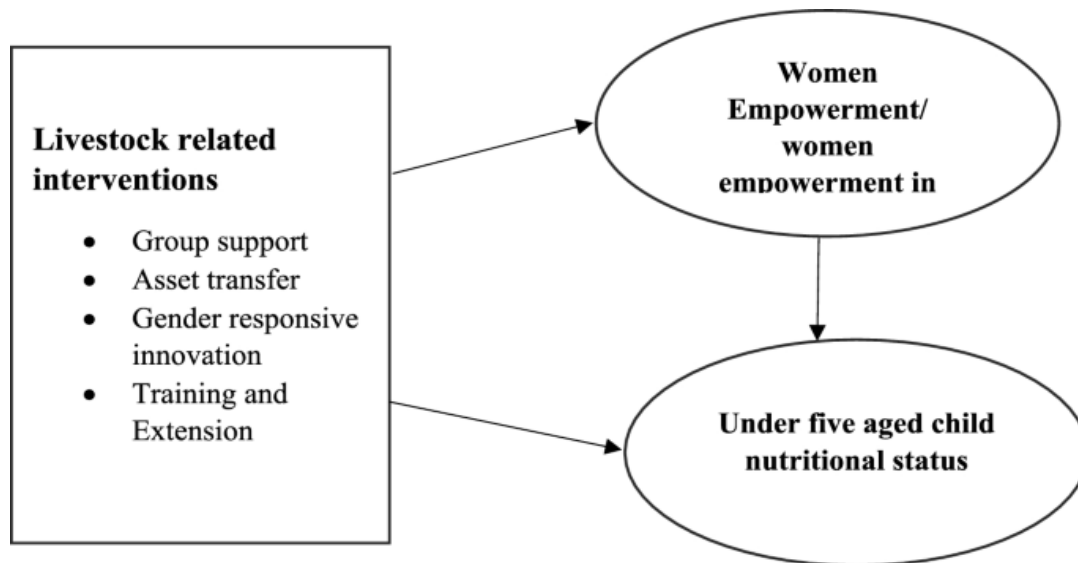 Livestock related
interventions
• Group support
• Asset transfer
• Gender responsive
innovation
• Training and
Extension
Women
Empowerment/
women
empowerment in
Under five aged child
nutritional status